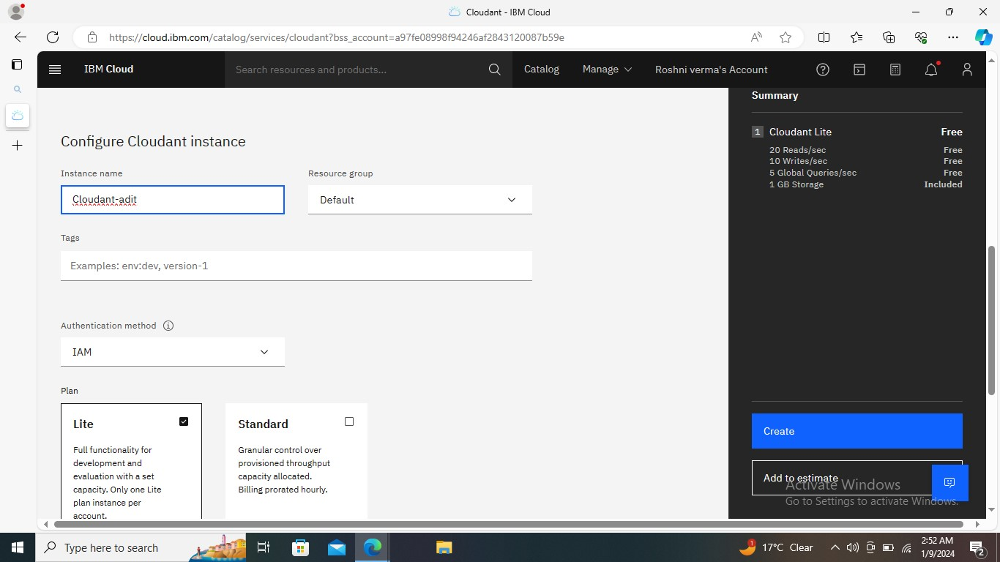 Cloudant - IBM Cloud
https://cloud.ibm.com/catalog/services/cloudant?bss_account=a97fe08998f94246af2843120087b59e
IBM Cloud
Search resources and products...
Catalog
Manage
Roshni verma's Account
Configure Cloudant instance
Instance name
Resource group
Cloudant-adit
Default
Tags
Examples: env:dev, version-1
Authentication method
IAM
Plan
Lite
Full functionality for
development and
evaluation with a set
capacity. Only one Lite
plan instance per
account.
Standard
Granular control over
provisioned throughput
capacity allocated.
Billing prorated hourly.
Summary
1 Cloudant Lite Free
20 Reads/sec Free
10 Writes/sec Free
5 Global Queries/sec Free
1 GB Storage Included
Create
Add to estimate
Activate Windows
Go to Settings to activate Windows.
Type here to search
1
17°C Clear
2:52 AM
1/9/2024
2